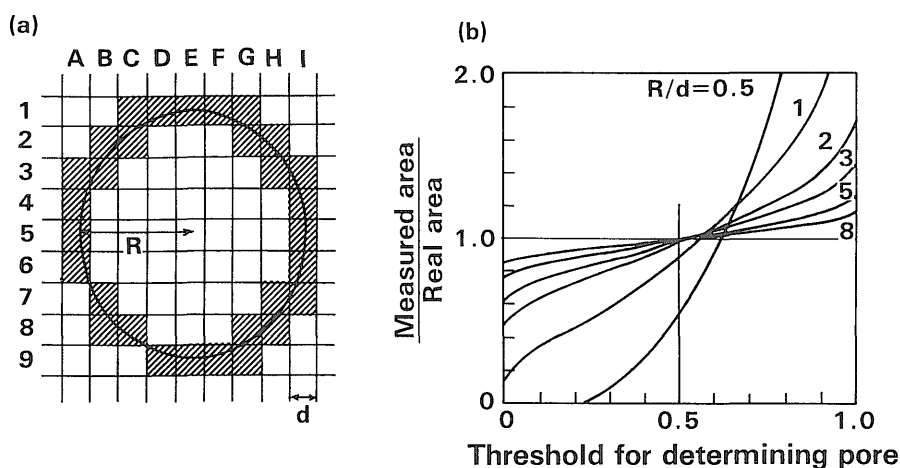 (a)
A B C D E F G H I
1
2
3
4
5
6
7
8
9
R
d
(b)
2.0
1.0
0
Measured area
Real area
R/d=0.5
1
2
3
5
8
0 0.5 1.0
Threshold for determining pore